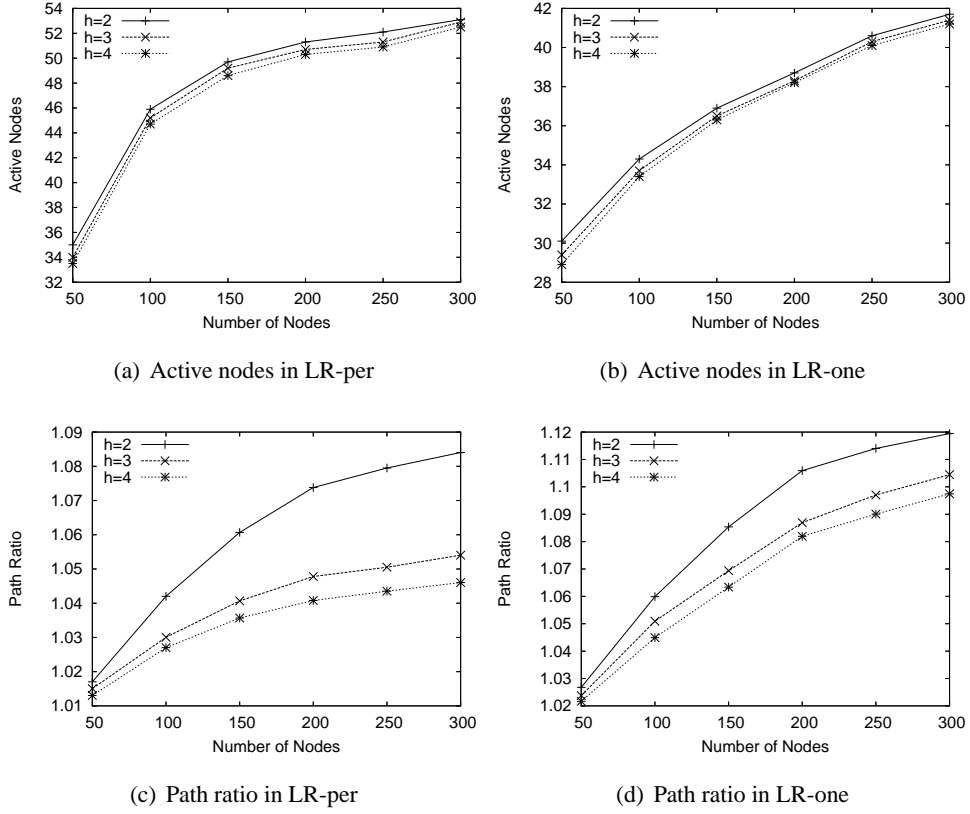 54
52
50
48
46
44
42
40
38
36
34
32
50 100 150 200 250 300
Active Nodes
Number of Nodes
h=2
h=3
h=4
(a) Active nodes in LR-per
42
40
38
36
34
32
30
28
50 100 150 200 250 300
Active Nodes
Number of Nodes
h=2
h=3
h=4
(b) Active nodes in LR-one
1.09
1.08
1.07
1.06
1.05
1.04
1.03
1.02
1.01
50 100 150 200 250 300
Path Ratio
Number of Nodes
h=2
h=3
h=4
(c) Path ratio in LR-per
1.12
1.11
1.10
1.09
1.08
1.07
1.06
1.05
1.04
1.03
1.02
50 100 150 200 250 300
Path Ratio
Number of Nodes
h=2
h=3
h=4
(d) Path ratio in LR-one